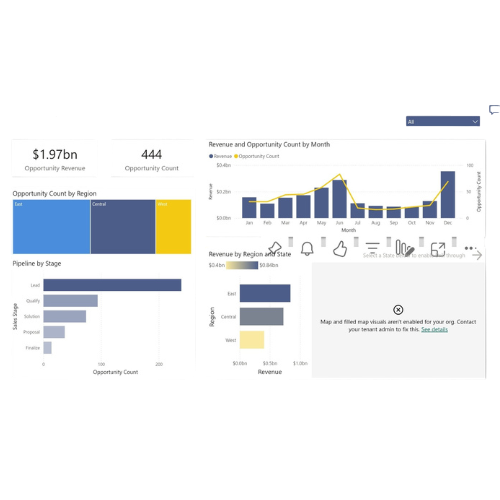 All
$1.97bn
Opportunity Revenue
444
Opportunity Count
Revenue and Opportunity Count by Month
Revenue Opportunity Count
$0.4bn
$0.2bn
$0.0bn
Revenue
100
50
0
Opportunity Count
Jan Feb Mar Apr May Jun Jul Aug Sep Oct Nov Dec
Month
Opportunity Count by Region
East
Central
West
Pipeline by Stage
Sales Stage
Lead
Qualify
Solution
Proposal
Finalize
0 100 200
Opportunity Count
Revenue by Region and State
$0.4bn $0.84bn
Select a State to enable through
Region
East
Central
West
$0.0bn $0.5bn $1.0bn
Revenue
Map and filled map visuals aren't enabled for your org. Contact
your tenant admin to fix this. See details